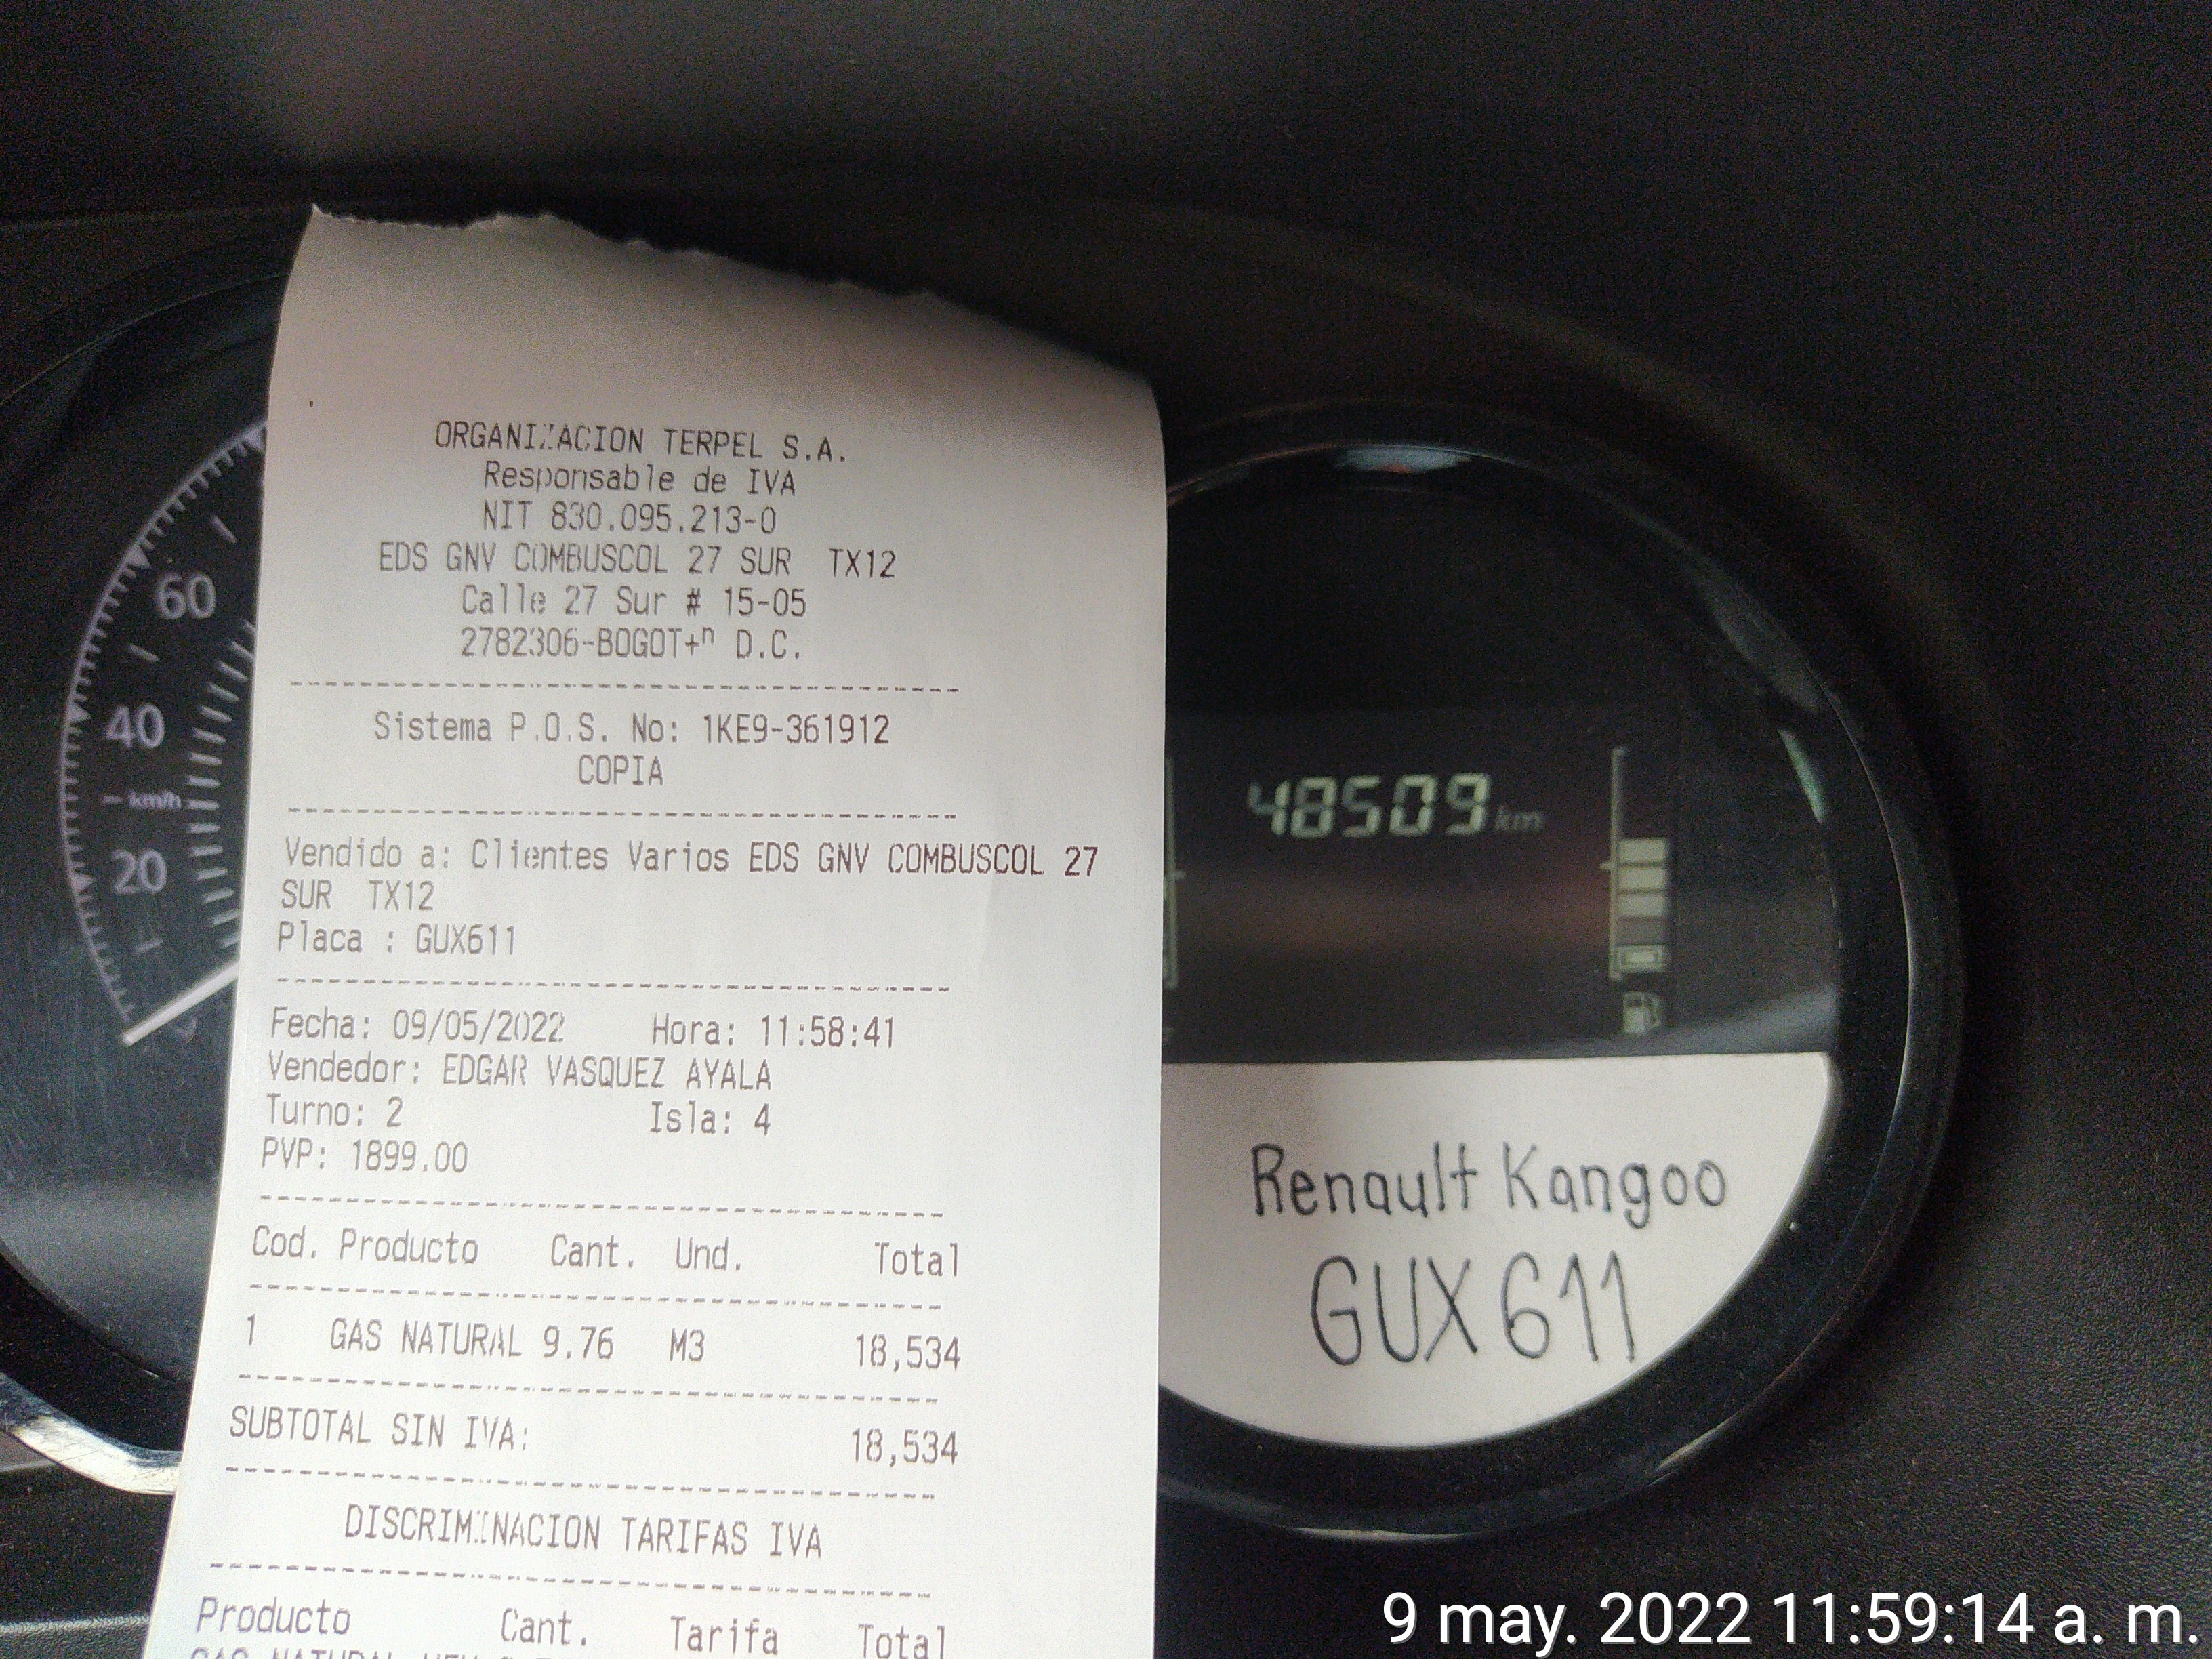 ORGANIZACION TERPEL S.A.
Responsable de IVA
NIT 830.095.213-0
EDS GNV COMBUSCOL 27 SUR TX12
Calle 27 Sur # 15-05
2782306-BOGOT+ⁿ D.C.
Sistema P.O.S. No: 1KE9-361912
COPIA
Vendido a: Clientes Varios EDS GNV COMBUSCOL 27
SUR TX12
Placa : GUX611
Fecha: 09/05/2022 Hora: 11:58:41
Vendedor: EDGAR VASQUEZ AYALA
Turno: 2 Isla: 4
PVP: 1899.00
Cod. Producto Cant. Und. Total
1 GAS NATURAL 9.76 M3 18,534
SUBTOTAL SIN IVA: 18,534
DISCRIMINACION TARIFAS IVA
Producto Cant. Tarifa Total
GAS NATURAL
60
40
km/h
20
48509 km
Renault Kangoo
GUX611
9 may. 2022 11:59:14 a. m.